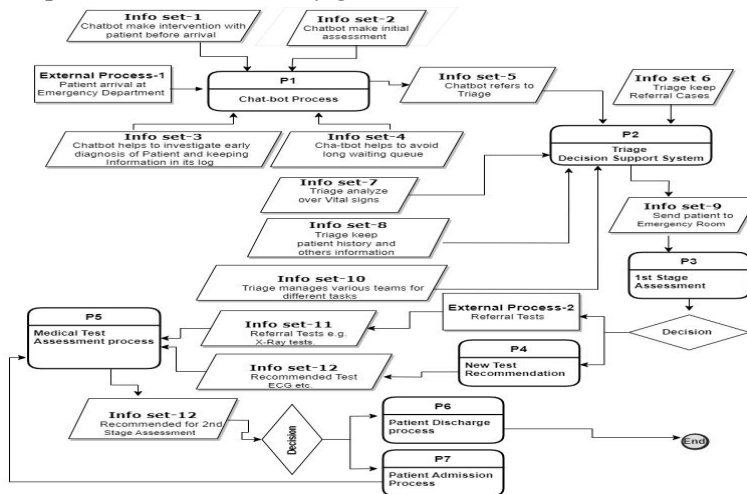 Info set-1
Chatbot make intervention with
patient before arrival
Info set-2
Chatbot make initial
assessment
External Process-1
Patient arrival at
Emergency Department
P1
Chat-bot Process
Info set-5
Chatbot refers to
Triage
Info set 6
Triage keep
Referral Cases
Info set-3
Chatbot helps to investigate early
diagnosis of Patient and keeping
Information in its log
Info set-4
Cha-tbot helps to avoid
long waiting queue
P2
Triage
Decision Support System
Info set-7
Triage analyze
over Vital signs
Info set-8
Triage keep
patient history and
others information
Info set-9
Send patient to
Emergency Room
Info set-10
Triage manages various teams for
different tasks
P3
1st Stage
Assessment
P5
Medical Test
Assessment process
Info set-11
Referral Tests e.g.
X-Ray tests.
External Process-2
Referral Tests
Decision
Info set-12
Recommended Test
ECG etc.
P4
New Test
Recommendation
Info set-12
Recommended for 2nd
Stage Assessment
Decision
P6
Patient Discharge
process
End
P7
Patient Admission
Process